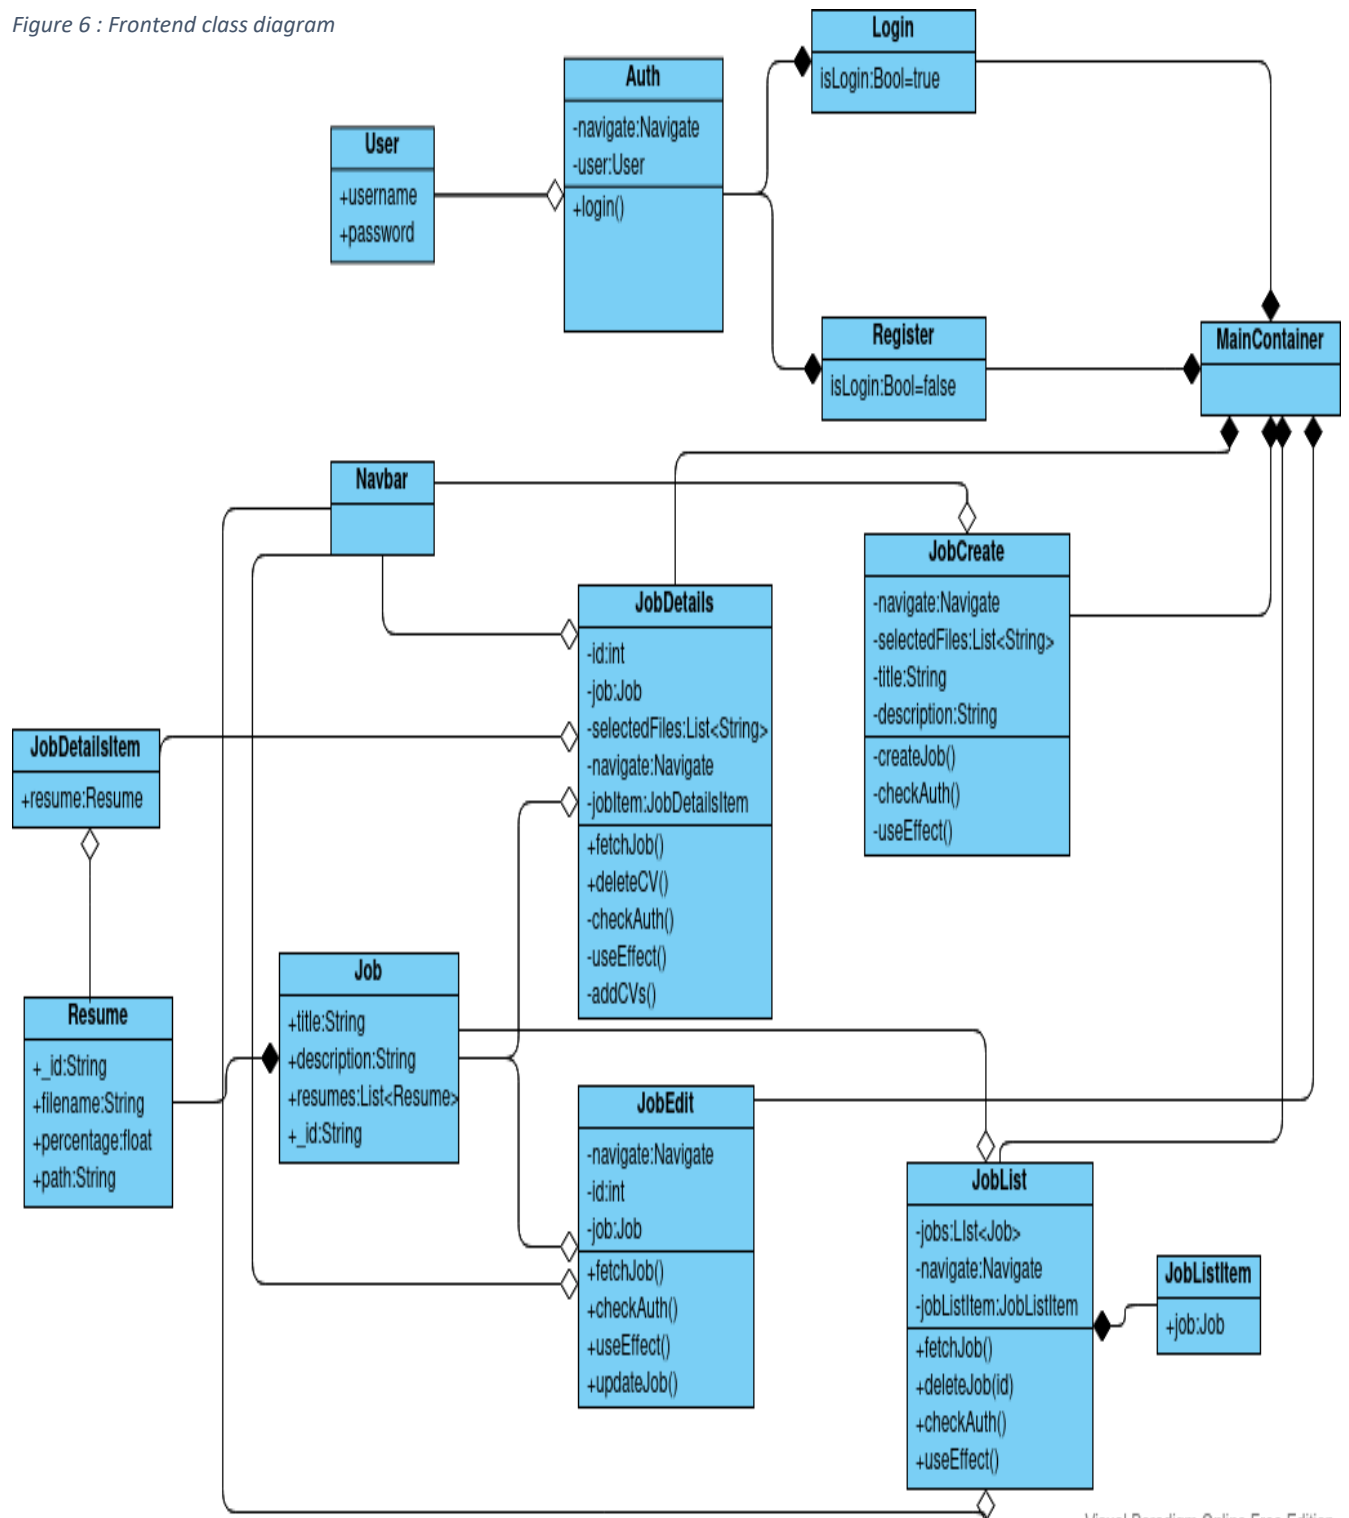 Figure 6 : Frontend class diagram
Login
isLogin:Bool=true
Auth
-navigate:Navigate
-user:User
+login()
User
+username
+password
Register
isLogin:Bool=false
MainContainer
Navbar
JobCreate
-navigate:Navigate
-selectedFiles:List<String>
-title:String
-description:String
-createJob()
-checkAuth()
-useEffect()
JobDetails
-id:int
-job:Job
-selectedFiles:List<String>
-navigate:Navigate
-jobItem:JobDetailsItem
+fetchJob()
+deleteCV()
-checkAuth()
-useEffect()
-addCVs()
JobDetailsItem
+resume:Resume
Job
+title:String
+description:String
+resumes:List<Resume>
+_id:String
Resume
+_id:String
+filename:String
+percentage:float
+path:String
JobEdit
-navigate:Navigate
-id:int
-job:Job
+fetchJob()
+checkAuth()
+useEffect()
+updateJob()
JobList
-jobs:LIst<Job>
-navigate:Navigate
-jobListItem:JobListItem
+fetchJob()
+deleteJob(id)
+checkAuth()
+useEffect()
JobListItem
+job:Job
Visual Paradigm Online Free Edition